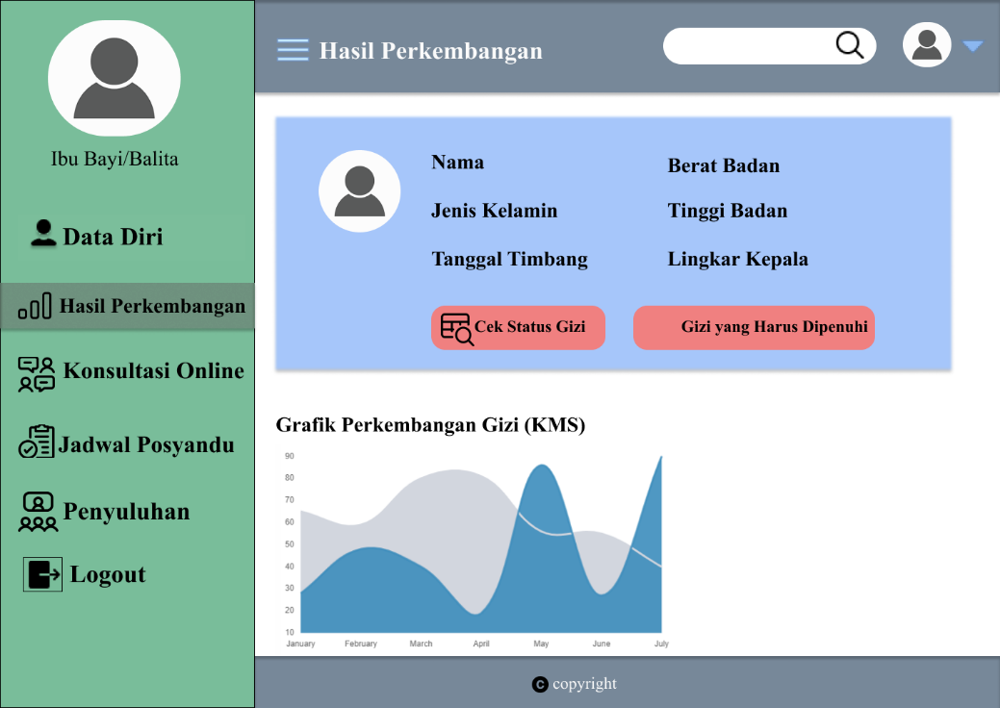 Ibu Bayi/Balita
Data Diri
Hasil Perkembangan
Konsultasi Online
Jadwal Posyandu
Penyuluhan
Logout
Hasil Perkembangan
Nama
Berat Badan
Jenis Kelamin
Tinggi Badan
Tanggal Timbang
Lingkar Kepala
Cek Status Gizi
Gizi yang Harus Dipenuhi
Grafik Perkembangan Gizi (KMS)
90
80
70
60
50
40
30
20
10
January February March April May June July
© copyright